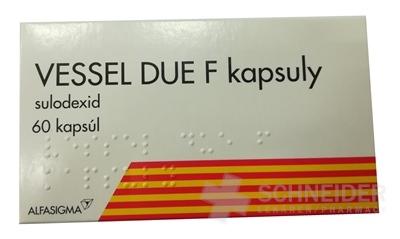 VESSEL DUE F kapsuly
sulodexid
60 kapsúl
ALFASIGMA
SCHNEIDER